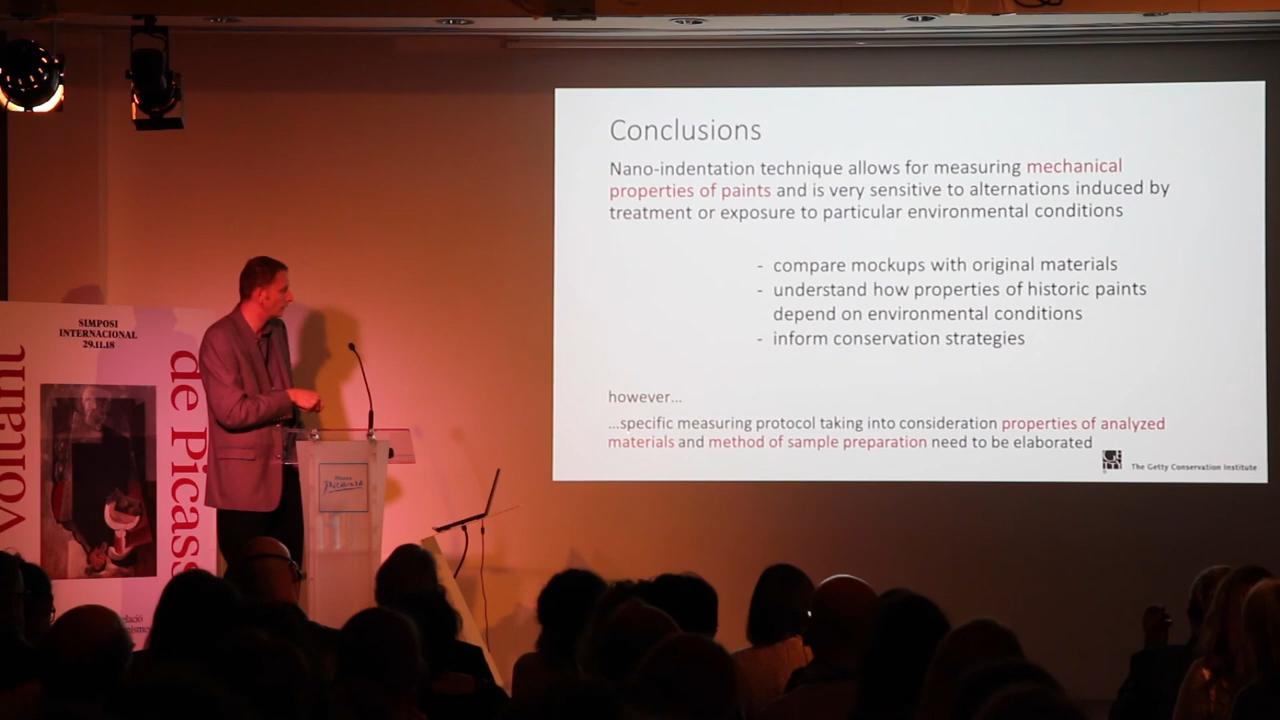 Conclusions
Nano-indentation technique allows for measuring mechanical
properties of paints and is very sensitive to alternations induced by
treatment or exposure to particular environmental conditions
- compare mockups with original materials
- understand how properties of historic paints
depend on environmental conditions
- inform conservation strategies
however...
...specific measuring protocol taking into consideration properties of analyzed
materials and method of sample preparation need to be elaborated
The Getty Conservation Institute
SIMPOSI
INTERNACIONAL
29.11.18
voltant
de Picass
Museu
Picasso